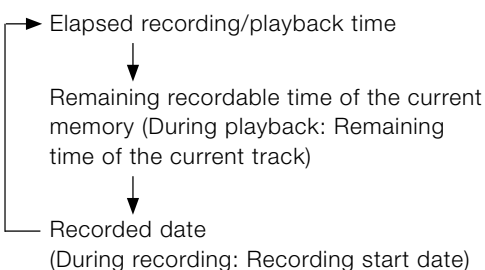 Elapsed recording/playback time
Remaining recordable time of the current
memory (During playback: Remaining
time of the current track)
Recorded date
(During recording: Recording start date)